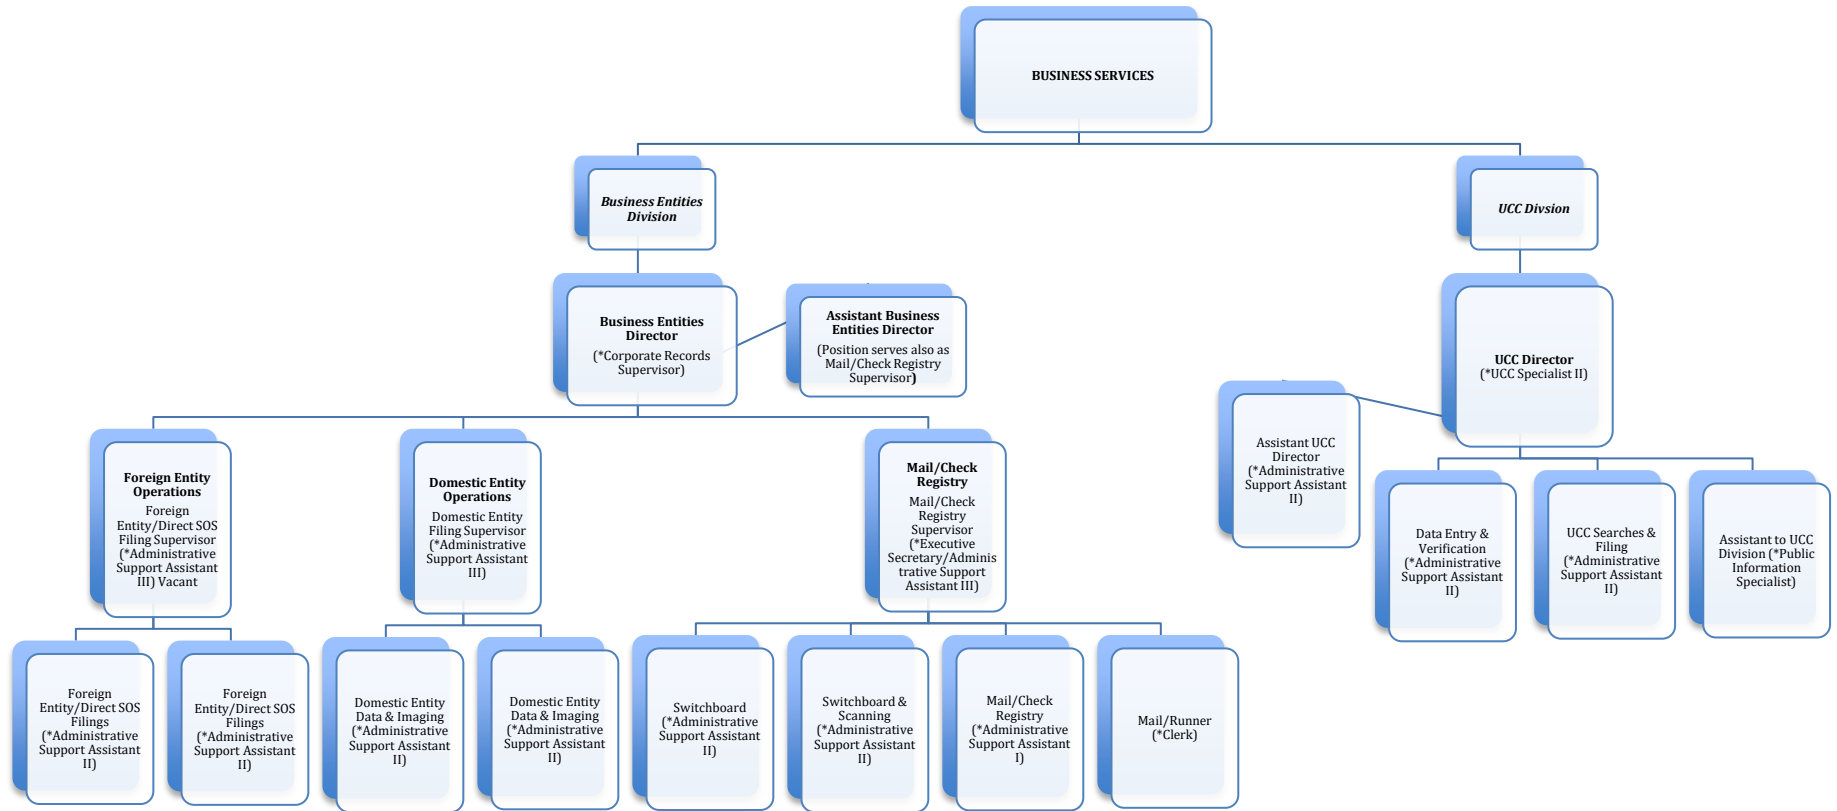 BUSINESS SERVICES
Business Entities
Division
UCC Divsion
Business Entities
Director
(*Corporate Records
Supervisor)
Assistant Business
Entities Director
(Position serves also as
Mail/Check Registry
Supervisor)
UCC Director
(*UCC Specialist II)
Assistant UCC
Director
(*Administrative
Support Assistant
II)
Foreign Entity
Operations
Foreign
Entity/Direct SOS
Filing Supervisor
(*Administrative
Support Assistant
III) Vacant
Domestic Entity
Operations
Domestic Entity
Filing Supervisor
(*Administrative
Support Assistant
III)
Mail/Check
Registry
Mail/Check
Registry
Supervisor
(*Executive
Secretary/Adminis
trative Support
Assistant III)
Data Entry &
Verification
(*Administrative
Support Assistant
II)
UCC Searches &
Filing
(*Administrative
Support Assistant
II)
Assistant to UCC
Division (*Public
Information
Specialist)
Foreign
Entity/Direct SOS
Filings
(*Administrative
Support Assistant
II)
Foreign
Entity/Direct SOS
Filings
(*Administrative
Support Assistant
II)
Domestic Entity
Data & Imaging
(*Administrative
Support Assistant
II)
Domestic Entity
Data & Imaging
(*Administrative
Support Assistant
II)
Switchboard
(*Administrative
Support Assistant
II)
Switchboard &
Scanning
(*Administrative
Support Assistant
II)
Mail/Check
Registry
(*Administrative
Support Assistant
I)
Mail/Runner
(*Clerk)